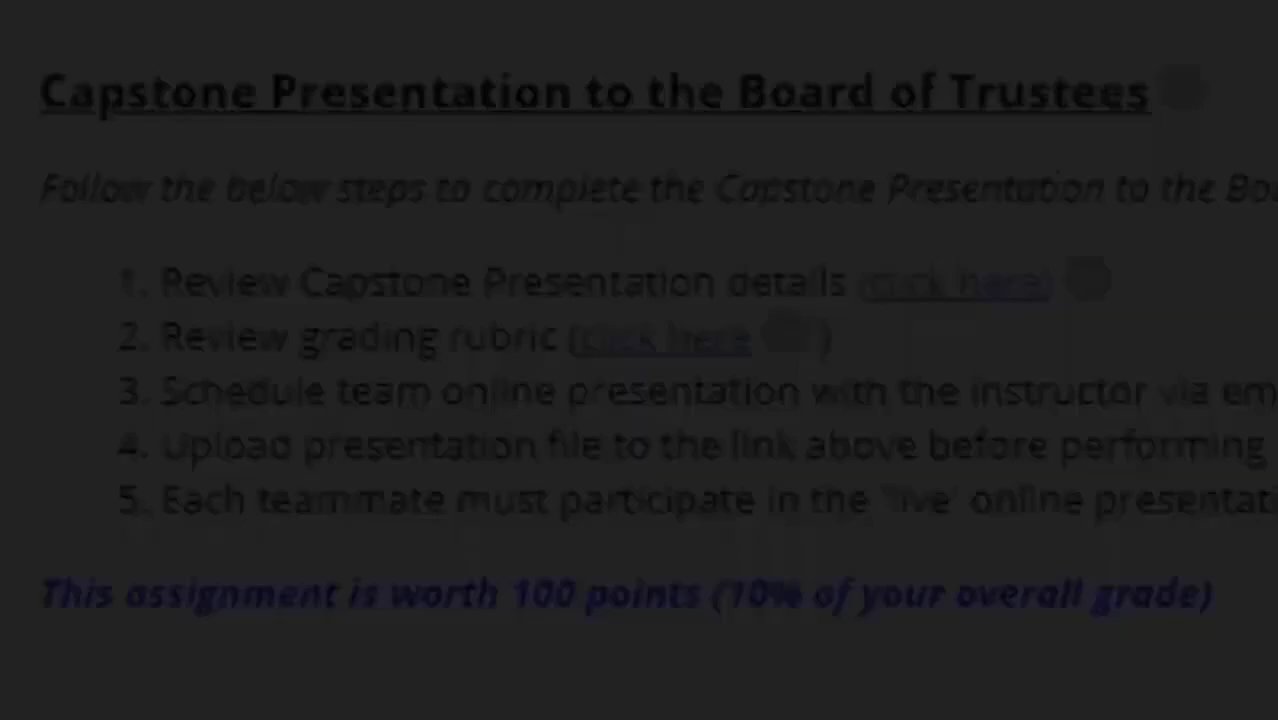 Capstone Presentation to the Board of Trustees
Follow the below steps to complete the Capstone Presentation to the
1. Review Capstone Presentation details (click here)
2. Review grading rubric (click here )
3. Schedule team online presentation with the instructor via
4. Upload presentation file to the link above before performing
5. Each teammate must participate in the 'live' online
This assignment is worth 100 points (10% of your overall grade)